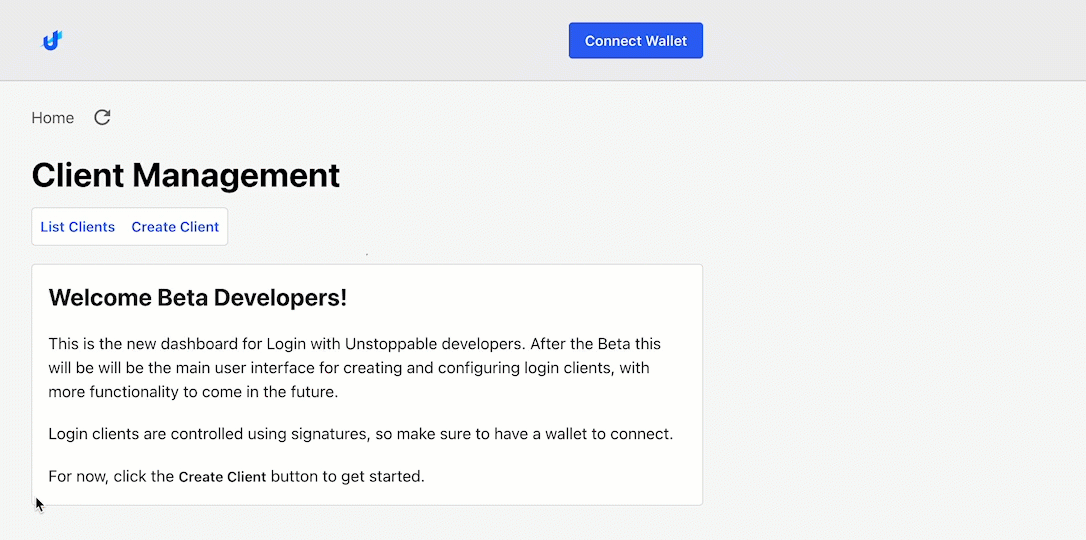 Connect Wallet
Home
Client Management
List Clients Create Client
Welcome Beta Developers!
This is the new dashboard for Login with Unstoppable developers. After the Beta this
will be will be the main user interface for creating and configuring login clients, with
more functionality to come in the future.
Login clients are controlled using signatures, so make sure to have a wallet to connect.
For now, click the Create Client button to get started.